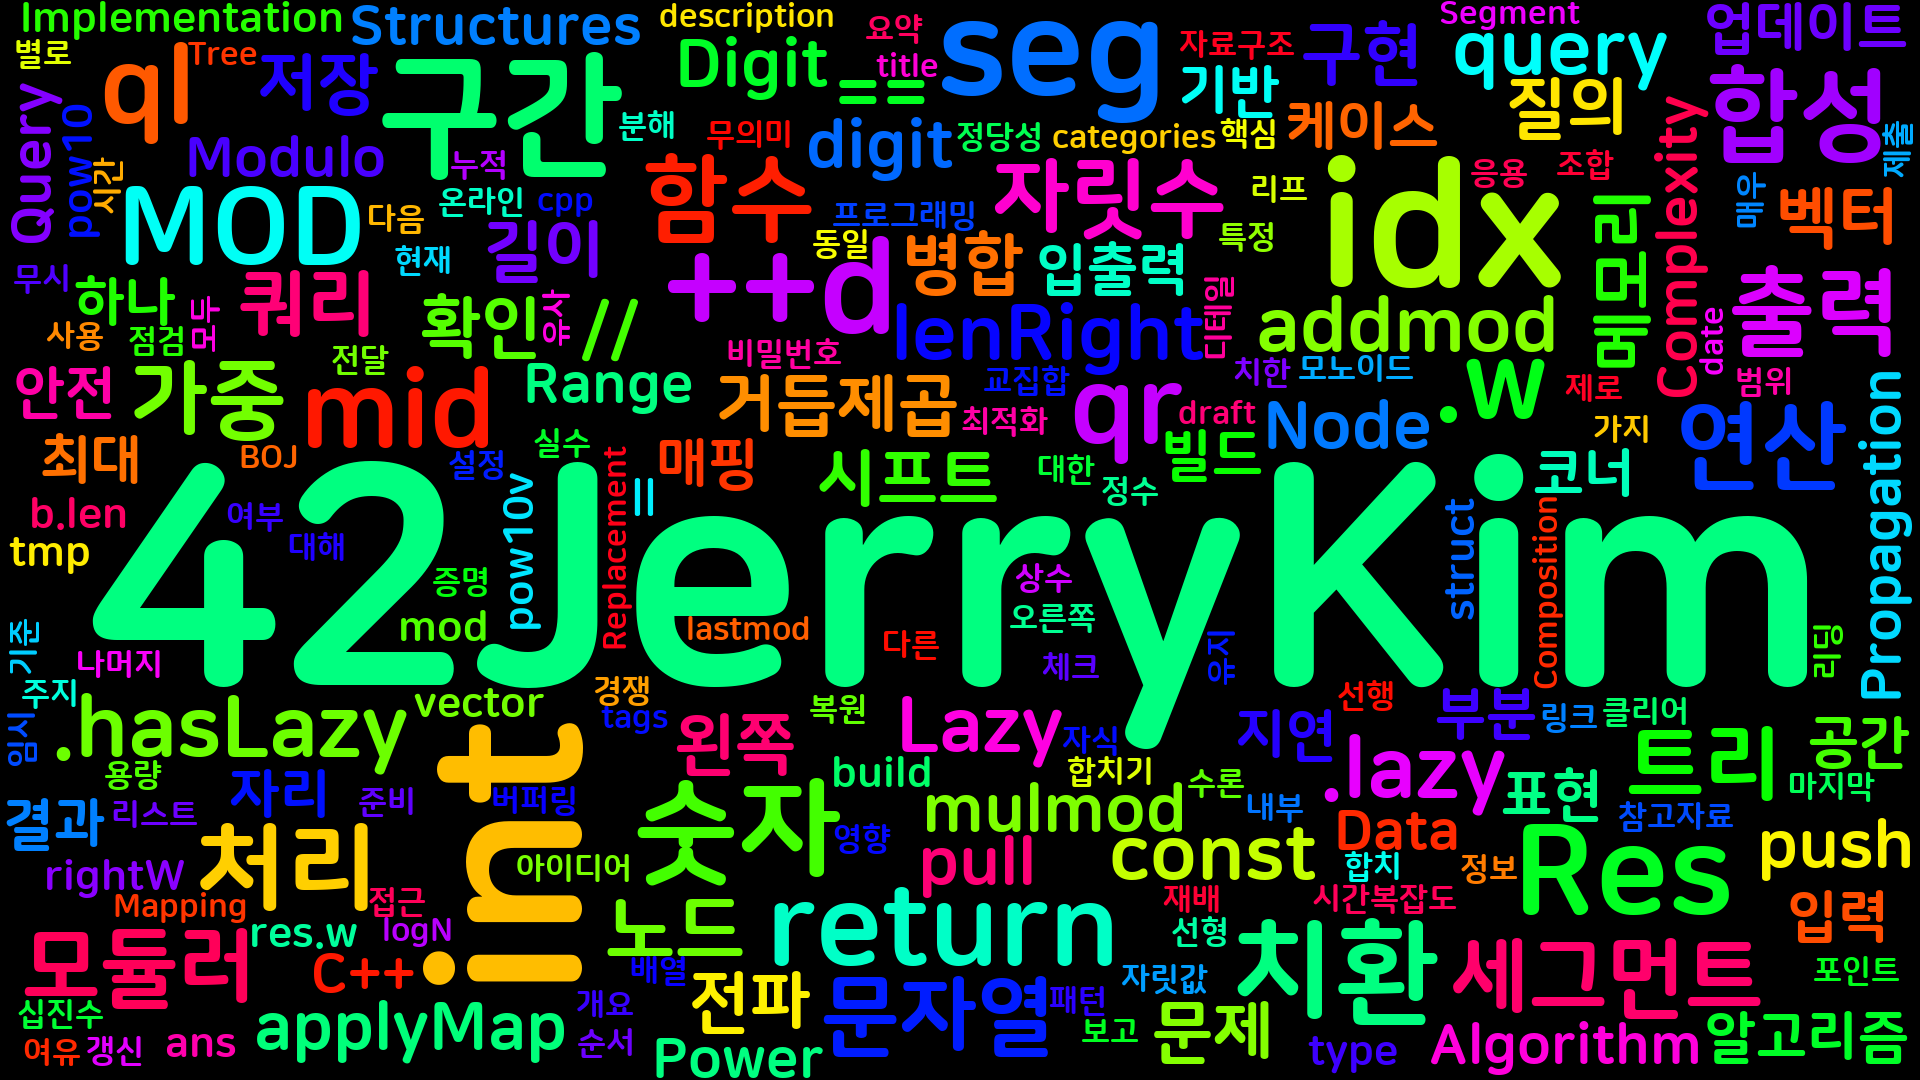 Implementation
Structures
description
요약
seg
Segment
업데이트
별로
Tree
ql
저장
구간
Digit
==
title
자료구조
기반
구현
query
질의
합성
Query
pow10
시간
Modulo
분해
누적
무의미
digit
정당성
categories
핵심
케이스
Complexity
제출
MOD
다음
온라인
cpp
함수
프로그래밍
자릿수
리프
특정
idx
응용
조합
매우
벡터
메모리
무시
하나
현재
길이
쿼리
확인
//
유사
++d
동일
병합
입출력
디테일
addmod
date
출력
사용
점검
나머
전달
비밀번호
lenRight
치한
모노이드
.w
제로
범위
안전
가중
mid
Range
거듭제곱
교집합
최적화
qr
draft
Node
가지
연산
Propagation
최대
BOJ
설정
실수
Replacement
매핑
시프트
대한
정수
빌드
코너
b.len
여부
대해
tmp
42JerryKim
증명
pow10v
||
mod
lastmod
상수
오른쪽
다른
체크
유지
struct
Composition
리딩
기준
나머지
주지
임시
.hasLazy
vector
경쟁
tags
왼쪽
복원
Lazy
자식
합치기
지연
선행
부분
링크
클리어
트리
공간
용량
결과
리스트
자리
준비
int
버퍼링
숫자
영향
build
mulmod
수론
내부
.lazy
표현
참고자료
마지막
처리
rightW
Mapping
접근
아이디어
pull
const
Data
합치
정보
시간복잡도
Res
push
입력
모듈러
res.w
logN
C++
노드
배열
return
재배
선형
치환
세그먼트
포인트
십진수
여유
갱신
ans
applyMap
개요
순서
전파
Power
문자열
패턴
보고
자릿값
문제
type
Algorithm
알고리즘